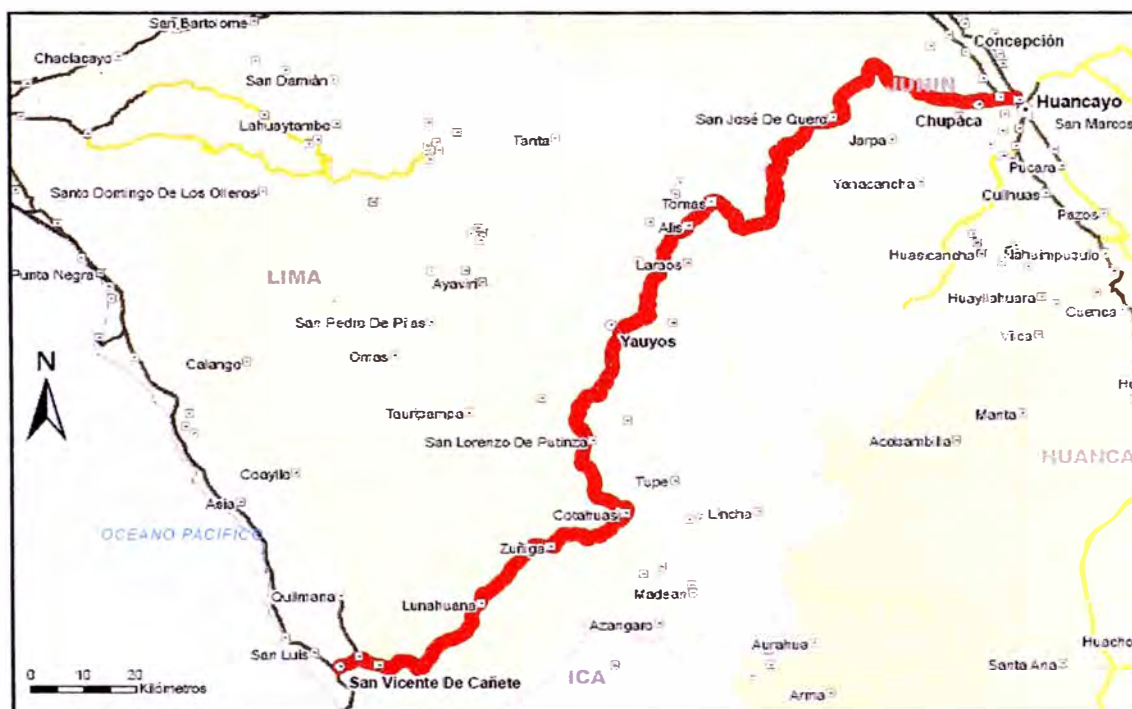 San Bartolome
Concepción
Chaclacayo
San Damián
JUNIN
Huancayo
San José De Quero
Chupaca
San Marcos
Lahuaytambo
Tanta
Jarpa
Pucara
Santo Domingo De Los Olleros
Yanacancha
Cullhuas
Tomas
Pazos
Alis
Huasicancha
Ñahuimpuquio
Punta Negra
LIMA
Laraos
Ayaviri
Huayllahuara
Cuenca
San Pedro De Pilas
Vilca
Yauyos
N
Calango
Omas
Tauripampa
Manta
San Lorenzo De Putinza
Acobambilla
HUANCA
Coayllo
Tupe
Asia
Cotahuasi
Lincha
OCEANO PACIFICO
Zuñiga
Quilmana
Lunahuana
Madean
Azangaro
San Luis
Aurahua
Huacho
0 10 20
Kilómetros
San Vicente De Cañete
ICA
Santa Ana
Arma